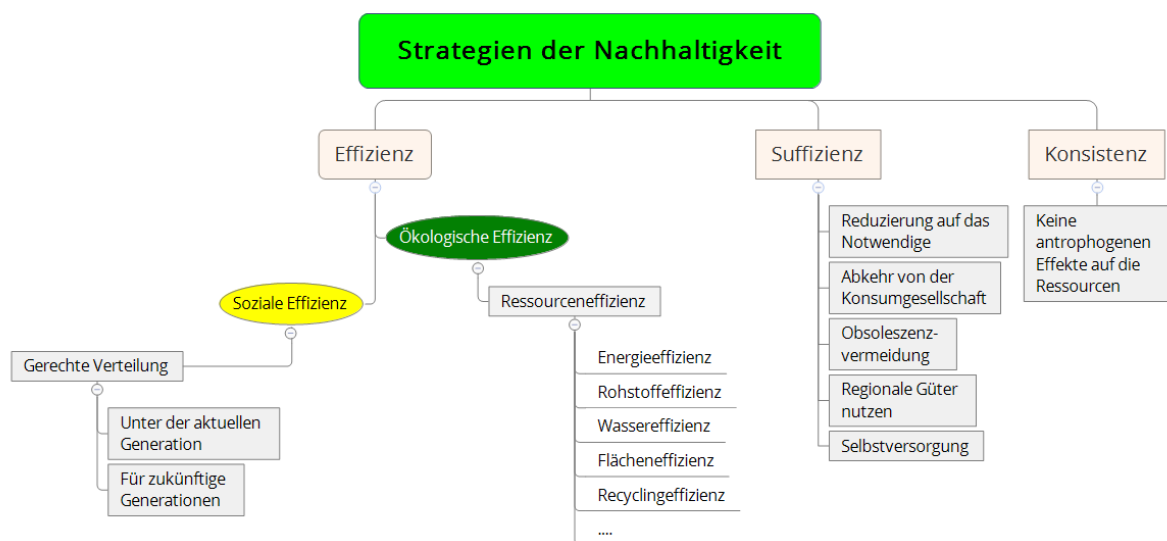 Strategien der Nachhaltigkeit
Effizienz
Suffizienz
Konsistenz
Ökologische Effizienz
Soziale Effizienz
Ressourceneffizienz
Gerechte Verteilung
Unter der aktuellen
Generation
Für zukünftige
Generationen
Energieeffizienz
Rohstoffeffizienz
Wassereffizienz
Flächeneffizienz
Recyclingeffizienz
....
Reduzierung auf das
Notwendige
Abkehr von der
Konsumgesellschaft
Obsoleszenz-
vermeidung
Regionale Güter
nutzen
Selbstversorgung
Keine
antrophogenen
Effekte auf die
Ressourcen